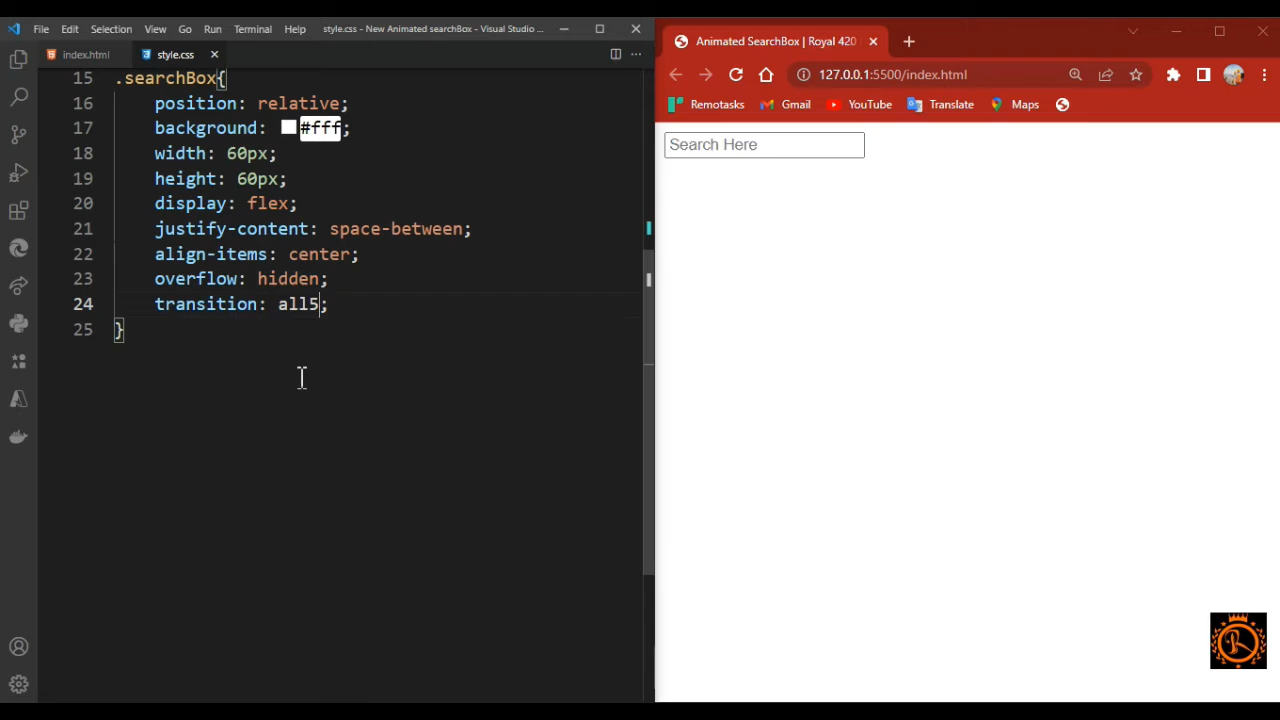 File Edit View Insert Selection Go Run Terminal Help style.css - New Animated searchBox - Visual Studio ...
index.html style.css
15 .searchBox{
16 position: relative;
17 background: #fff;
18 width: 60px;
19 height: 60px;
20 display: flex;
21 justify-content: space-between;
22 align-items: center;
23 overflow: hidden;
24 transition: all5;
25 }
Animated SearchBox | Royal 420
127.0.0.1:5500/index.html
Remotasks Gmail YouTube Translate Maps
Search Here